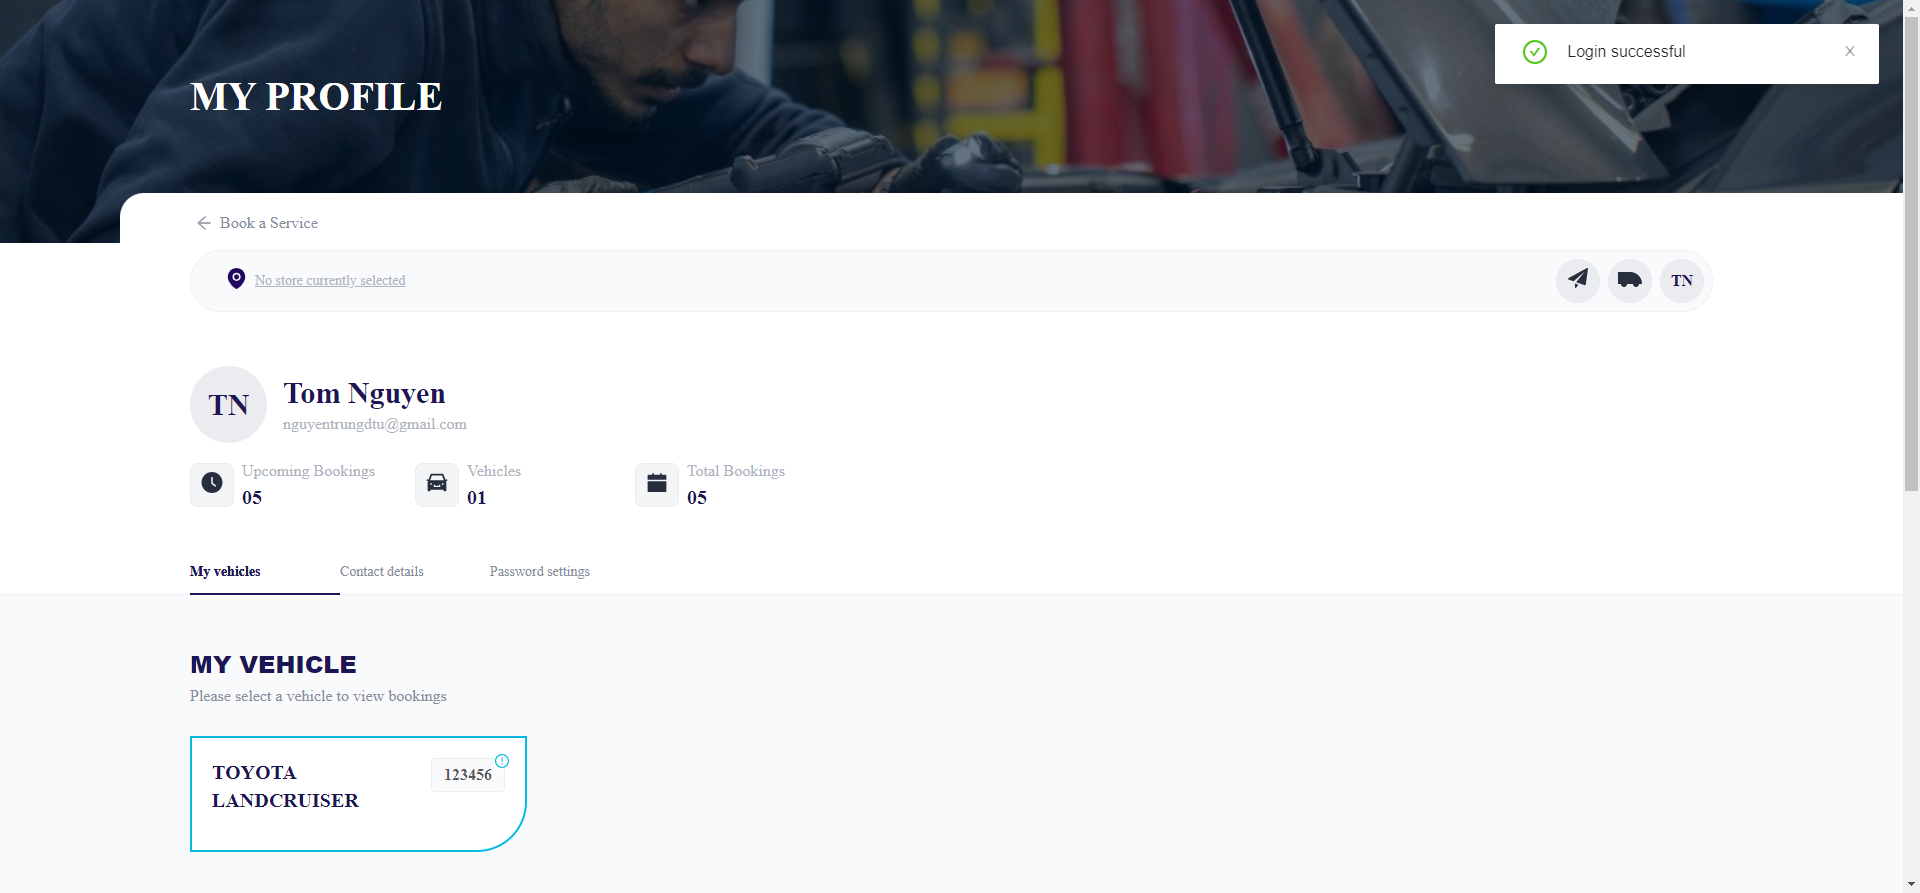 MY PROFILE
Login successful
X
Book a Service
No store currently selected
TN
TN
Tom Nguyen
nguyentrungdtu@gmail.com
Upcoming Bookings
05
Vehicles
01
Total Bookings
05
My vehicles
Contact details
Password settings
MY VEHICLE
Please select a vehicle to view bookings
TOYOTA
LANDCRUISER
123456